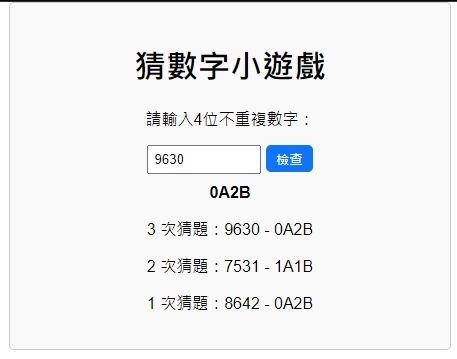 猜數字小遊戲
請輸入4位不重複數字：
9630 檢查
0A2B
3 次猜題：9630 - 0A2B
2 次猜題：7531 - 1A1B
1 次猜題：8642 - 0A2B